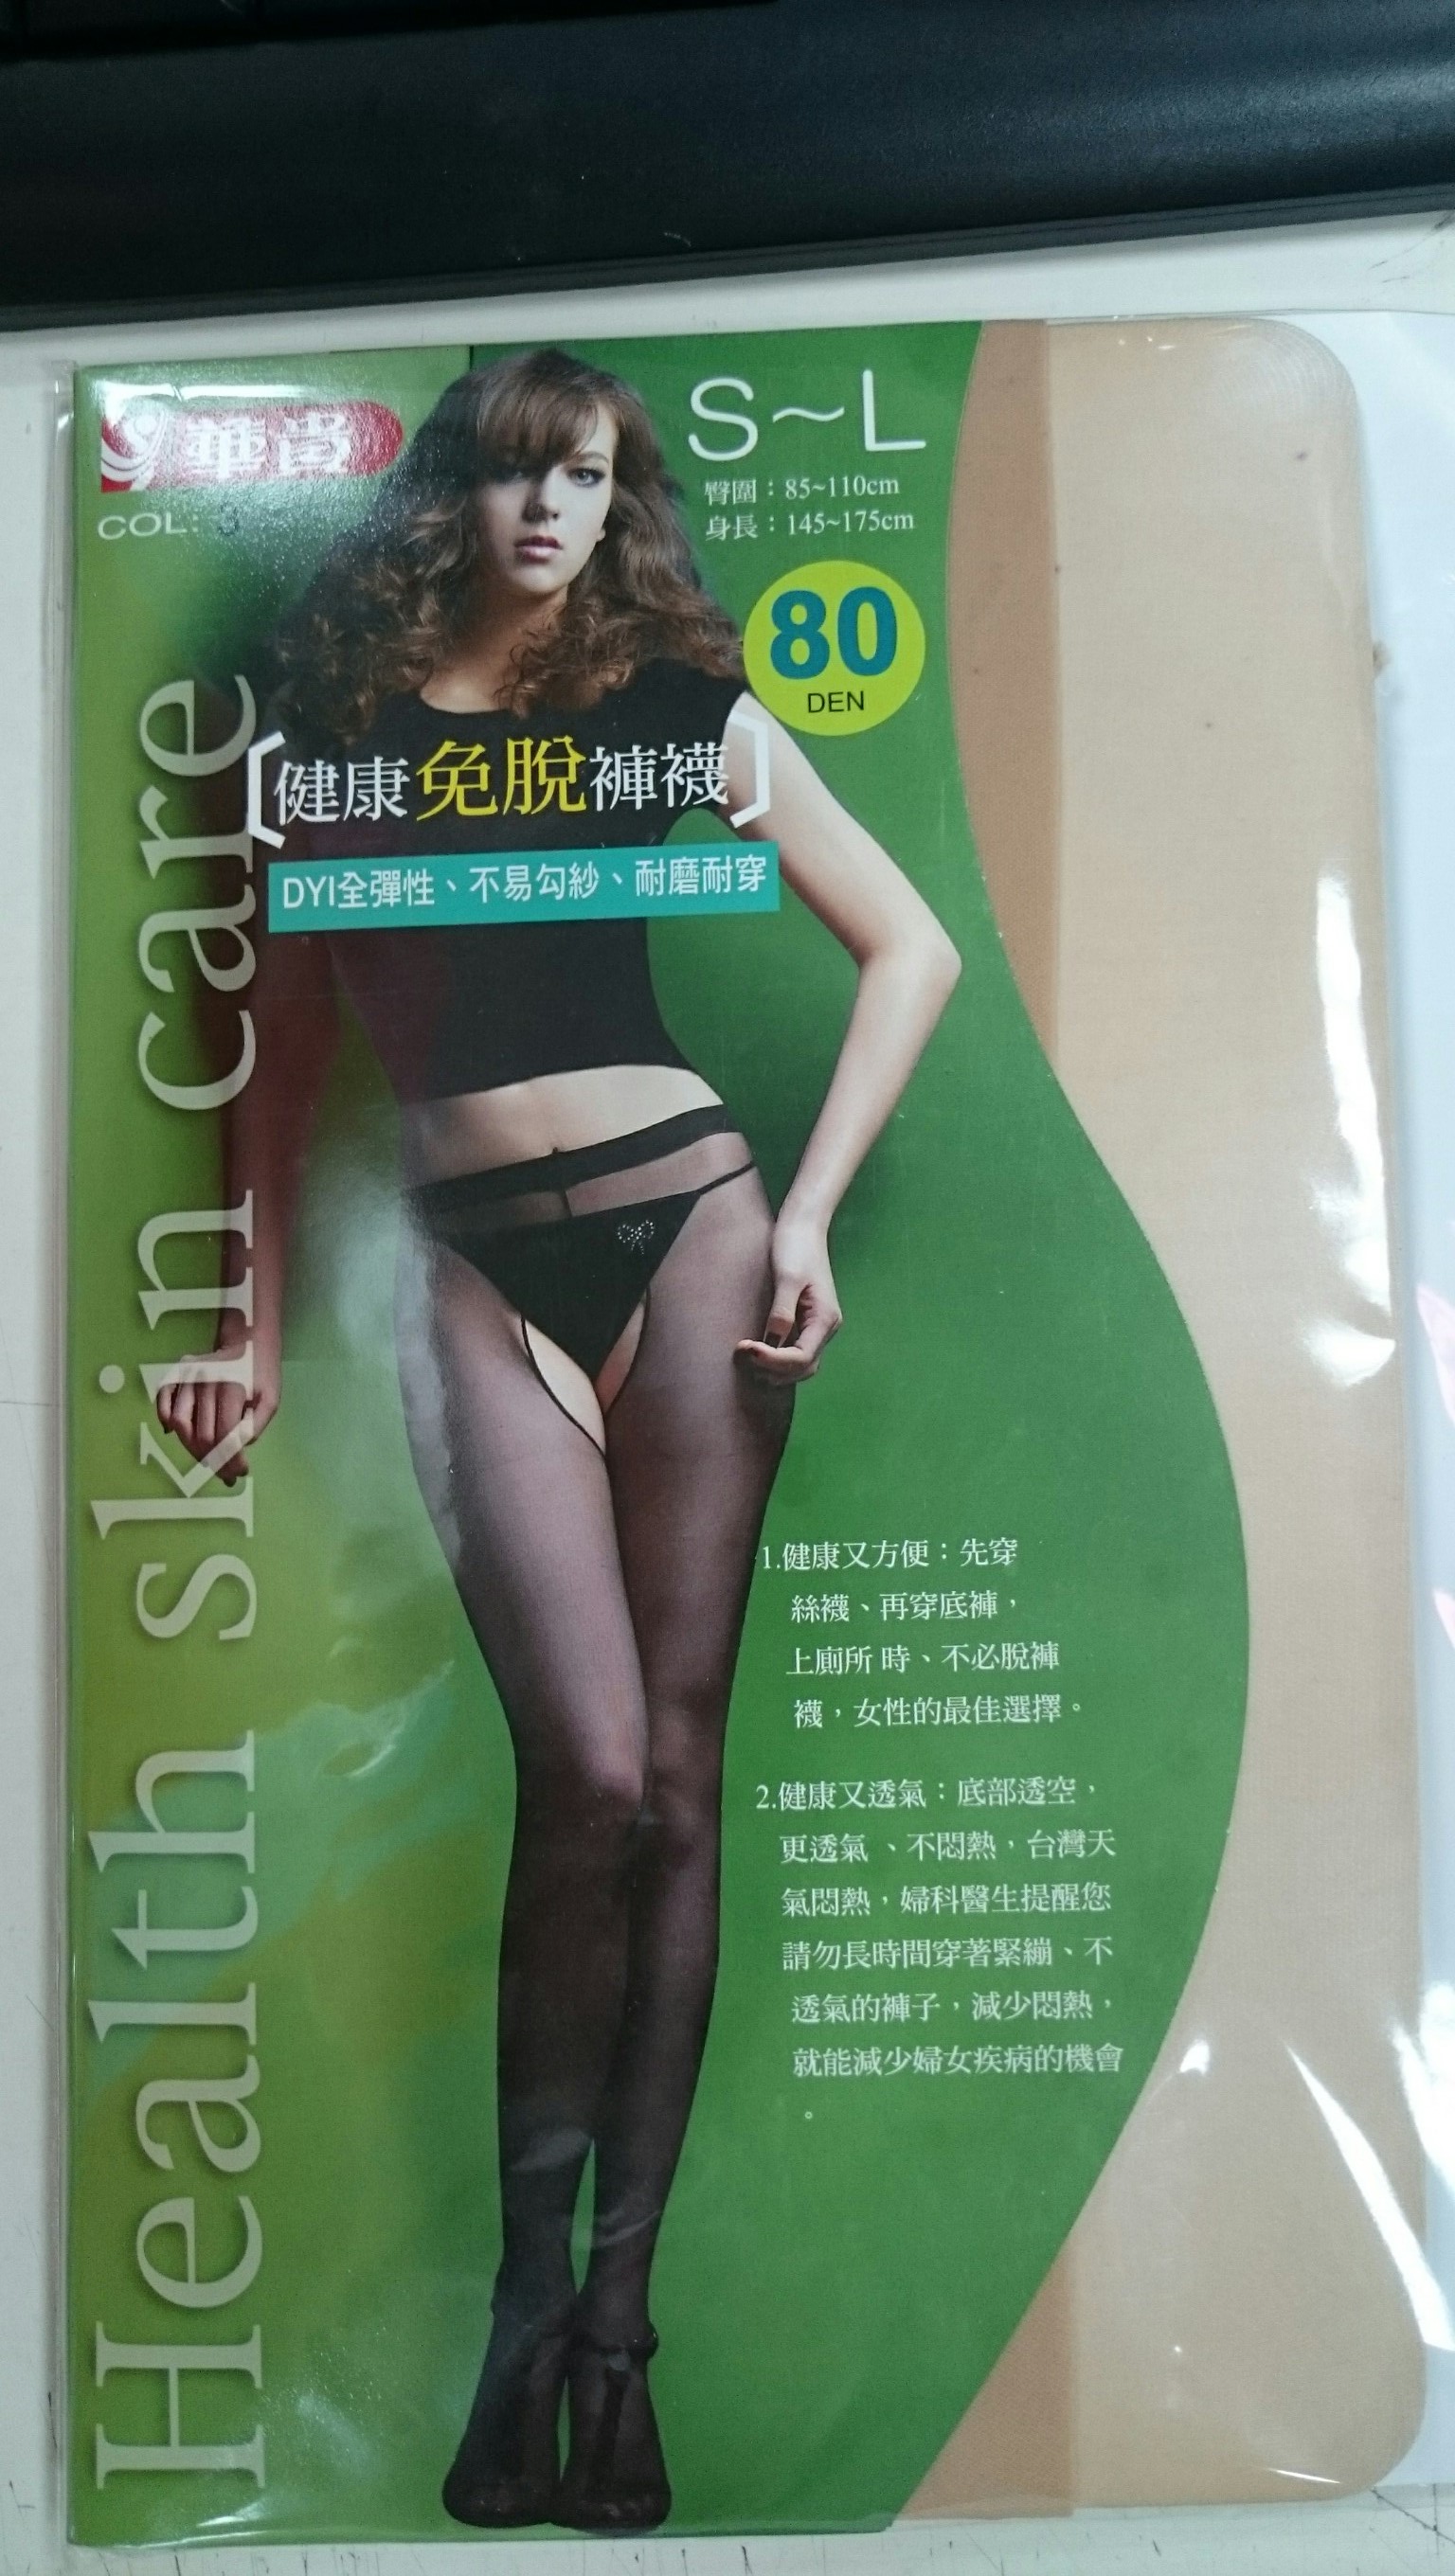 華尚
COL: 3
S~L
臀圍：85~110cm
身長：145~175cm
80
DEN
健康免脫褲襪
DYI全彈性、不易勾紗、耐磨耐穿
Health skin care
1.健康又方便：先穿
絲襪、再穿底褲，
上廁所 時、不必脫褲
襪，女性的最佳選擇。
2.健康又透氣：底部透空，
更透氣 、不悶熱，台灣天
氣悶熱，婦科醫生提醒您
請勿長時間穿著緊繃、不
透氣的褲子，減少悶熱，
就能減少婦女疾病的機會
。